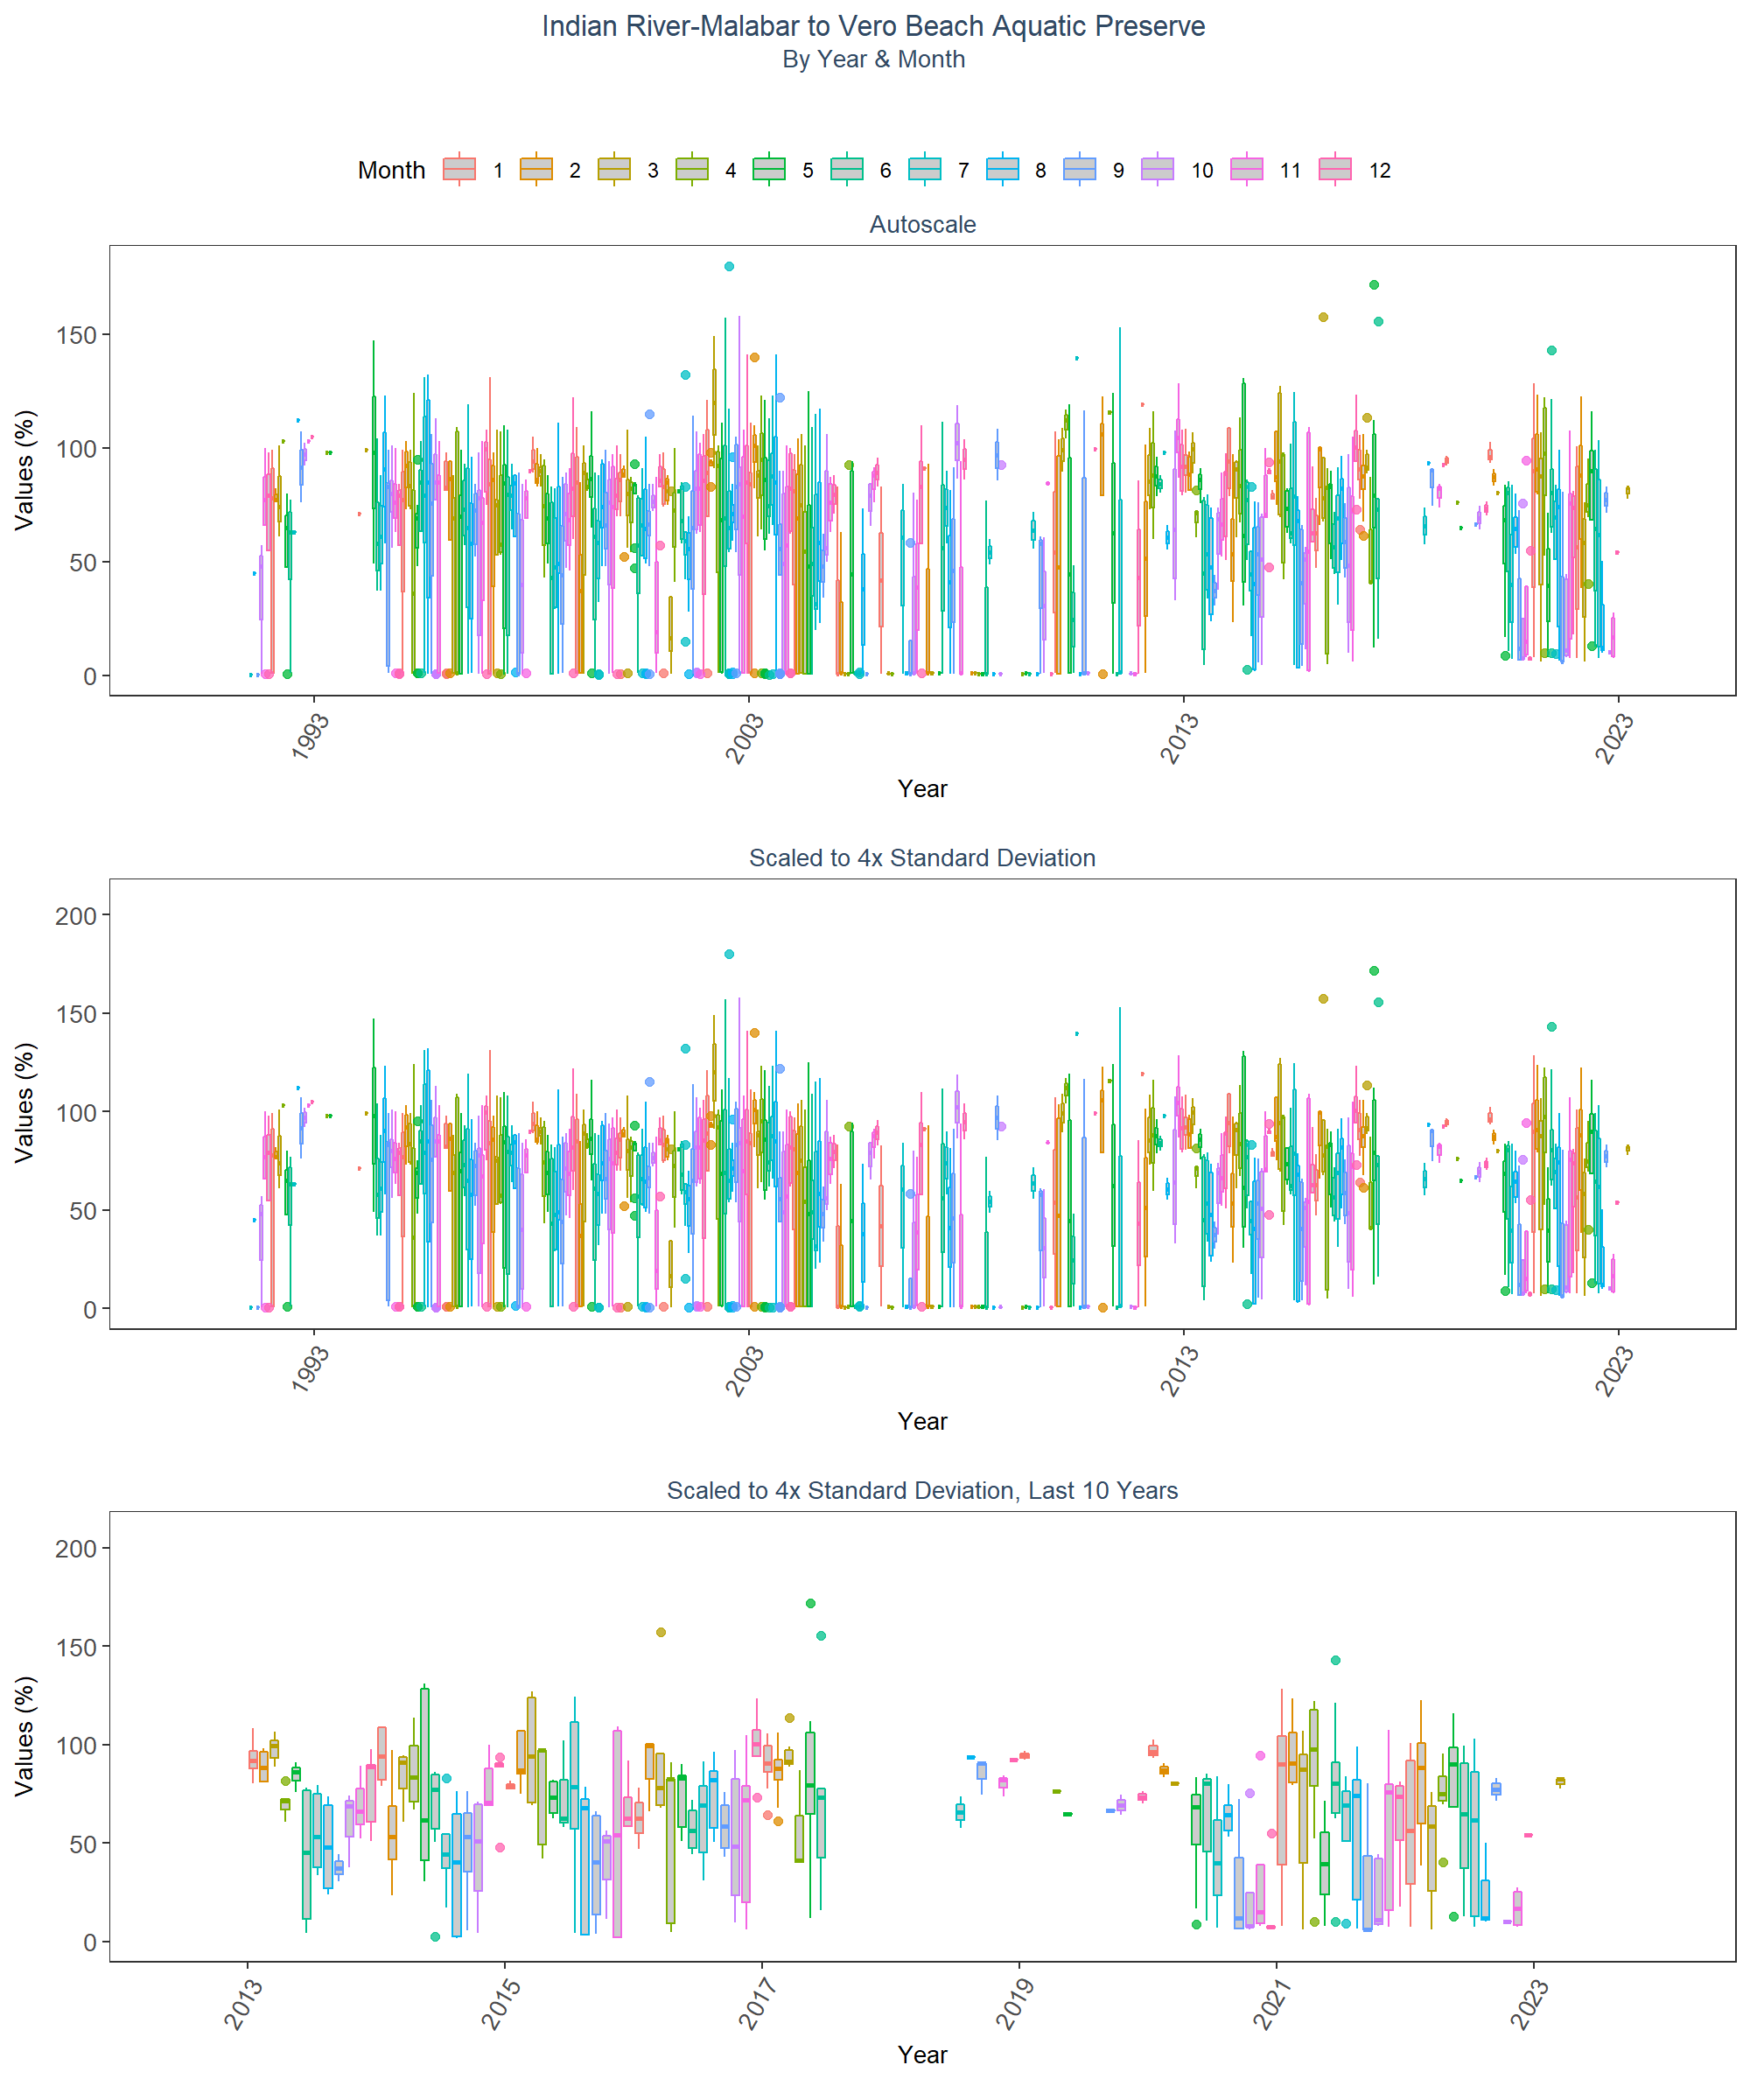 Indian River-Malabar to Vero Beach Aquatic Preserve
By Year & Month
Month 1 2 3 4 5 6 7 8 9 10 11 12
Autoscale
Values (%)
150
100
50
0
1993 2003 2013 2023
Year
Scaled to 4x Standard Deviation
Values (%)
200
150
100
50
0
1993 2003 2013 2023
Year
Scaled to 4x Standard Deviation, Last 10 Years
Values (%)
200
150
100
50
0
2013 2015 2017 2019 2021 2023
Year